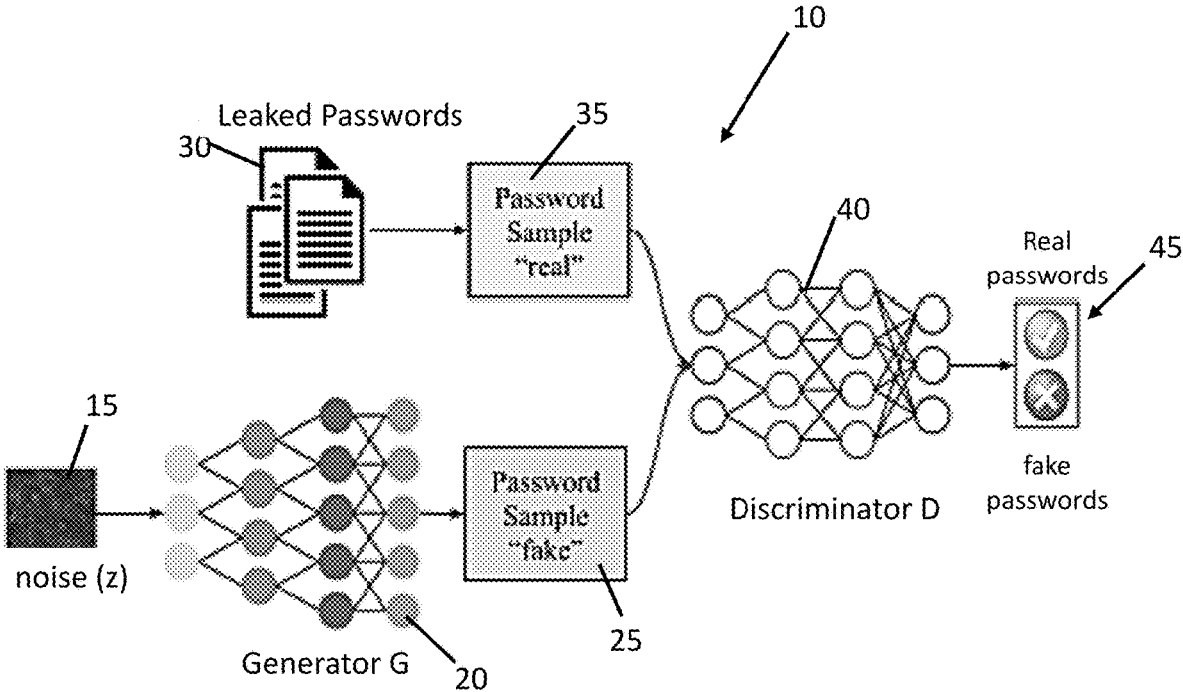 10
Leaked Passwords
30
35
Password
Sample
“real”
40
Real
passwords
45
15
noise (z)
Generator G
20
Password
Sample
“fake”
25
Discriminator D
fake
passwords